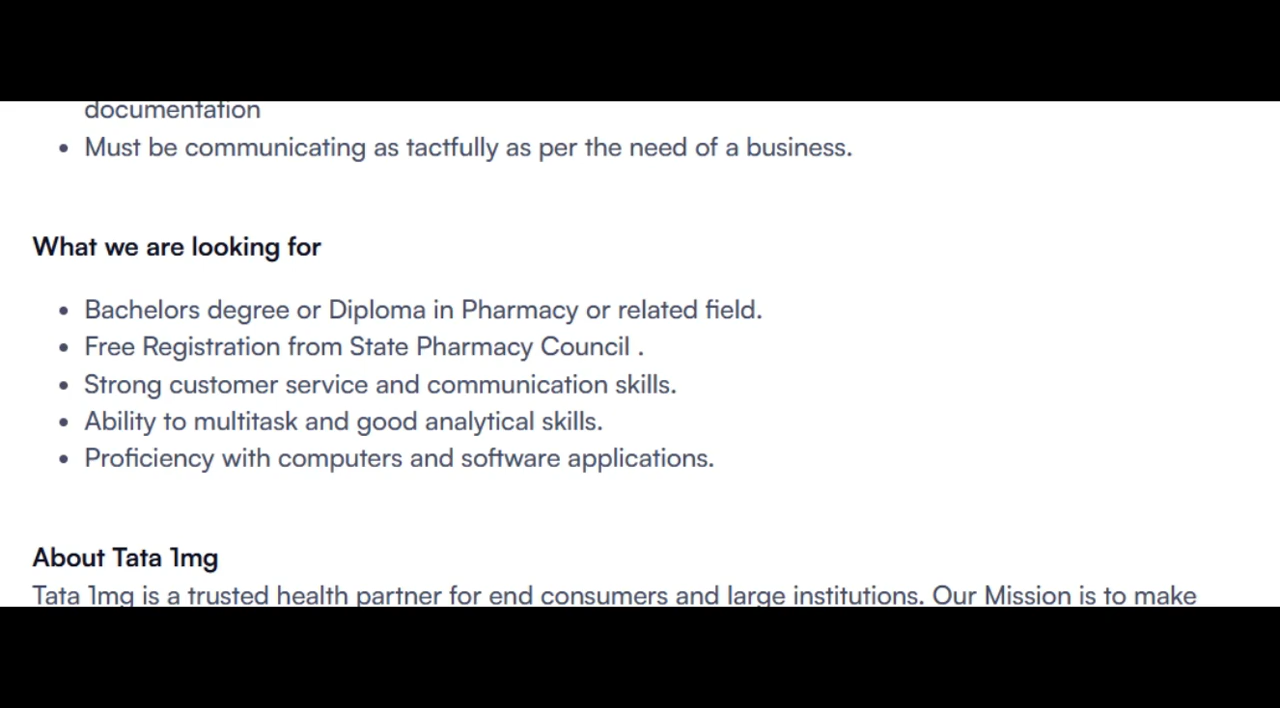 documentation
Must be communicating as tactfully as per the need of a business.
What we are looking for
Bachelors degree or Diploma in Pharmacy or related field.
Free Registration from State Pharmacy Council .
Strong customer service and communication skills.
Ability to multitask and good analytical skills.
Proficiency with computers and software applications.
About Tata 1mg
Tata 1mg is a trusted health partner for end consumers and large institutions. Our Mission is to make